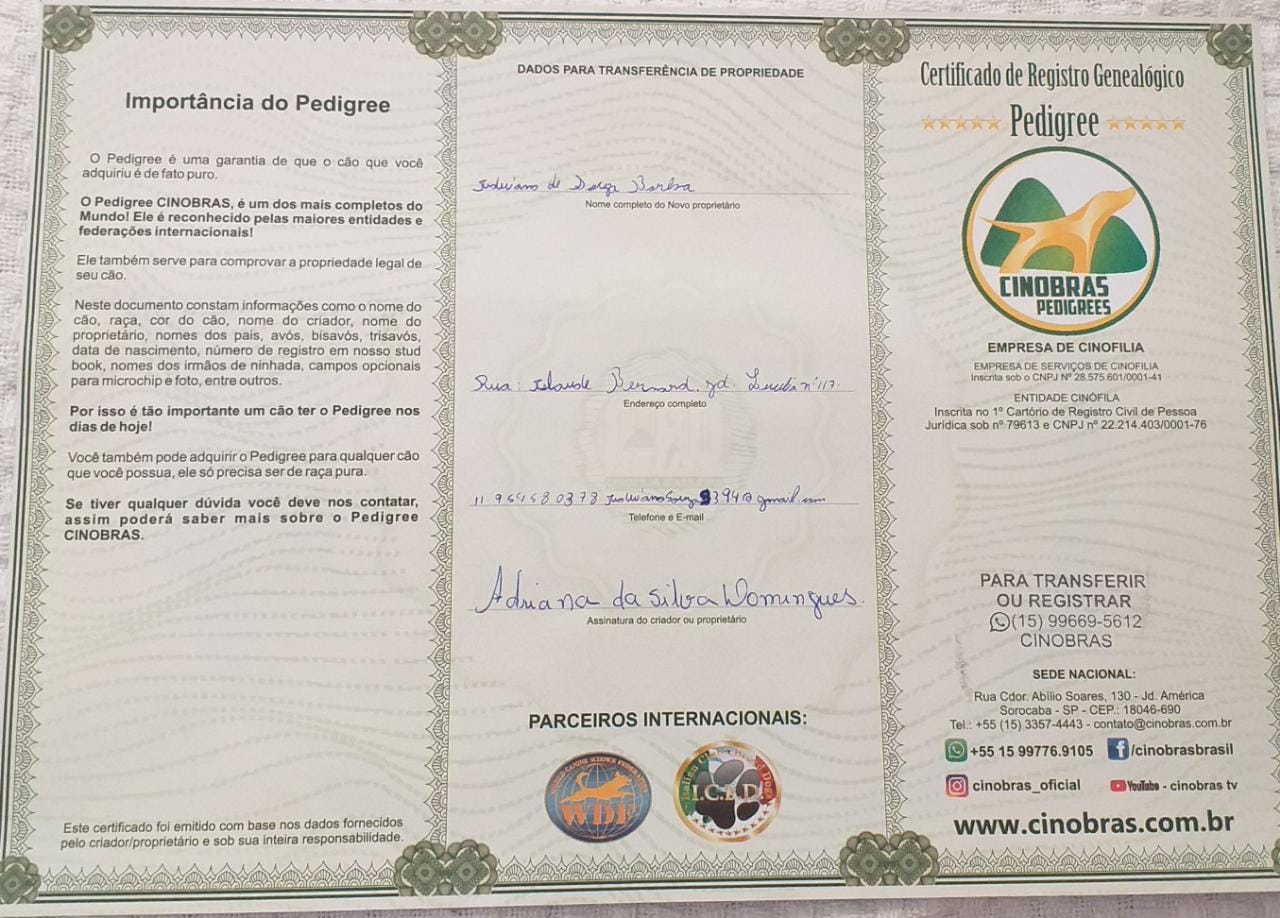 Importância do Pedigree
O Pedigree é uma garantia de que o cão que você
adquiriu é de fato puro.
O Pedigree CINOBRAS, é um dos mais completos do
Mundo! Ele é reconhecido pelas maiores entidades e
federações internacionais!
Ele também serve para comprovar a propriedade legal de
seu cão.
Neste documento constam informações como o nome do
cão, raça, cor do cão, nome do criador, nome do
proprietário, nomes dos pais, avós, bisavós, trisavós,
data de nascimento, número de registro em nosso stud
book, nomes dos irmãos de ninhada, campos opcionais
para microchip e foto, entre outros.
Por isso é tão importante um cão ter o Pedigree nos
dias de hoje!
Você também pode adquirir o Pedigree para qualquer cão
que você possua, ele só precisa ser de raça pura.
Se tiver qualquer dúvida você deve nos contatar,
assim poderá saber mais sobre o Pedigree
CINOBRAS.
Este certificado foi emitido com base nos dados fornecidos
pelo criador/proprietário e sob sua inteira responsabilidade.
DADOS PARA TRANSFERÊNCIA DE PROPRIEDADE
de
Nome completo do Novo proprietário
Rua: Bernard. jd. nº 117.
Endereço completo
11 954580378 @gmail.com
Telefone e E-mail
Adriana da Silva Domingues.
Assinatura do criador ou proprietário
PARCEIROS INTERNACIONAIS:
WORLD CANINE SCIENCE FEDERATION
WDF
I.C.B.D.
Certificado de Registro Genealógico
Pedigree
CINOBRAS
PEDIGREES
EMPRESA DE CINOFILIA
EMPRESA DE SERVIÇOS DE CINOFILIA
Inscrita sob o CNPJ Nº 28.575.601/0001-41
ENTIDADE CINÓFILA
Inscrita no 1º Cartório de Registro Civil de Pessoa
Jurídica sob nº 79613 e CNPJ nº 22.214.403/0001-76
PARA TRANSFERIR
OU REGISTRAR
(15) 99669-5612
CINOBRAS
SEDE NACIONAL:
Rua Cdor. Abílio Soares, 130 - Jd. América
Sorocaba - SP - CEP.: 18046-690
Tel.: +55 (15) 3357-4443 - contato@cinobras.com.br
+55 15 99776.9105 /cinobrasbrasil
cinobras_oficial YouTube - cinobras tv
www.cinobras.com.br